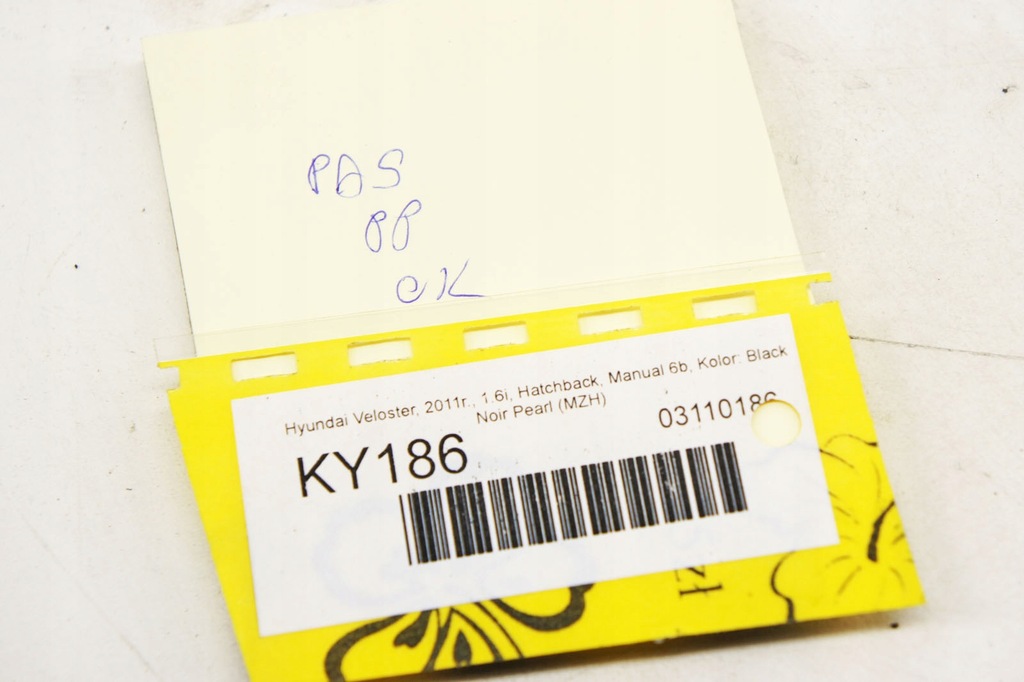 PAS
PP
OK
Hyundai Veloster, 2011r., 1.6i, Hatchback, Manual 6b, Kolor: Black
Noir Pearl (MZH)
03110186
KY186